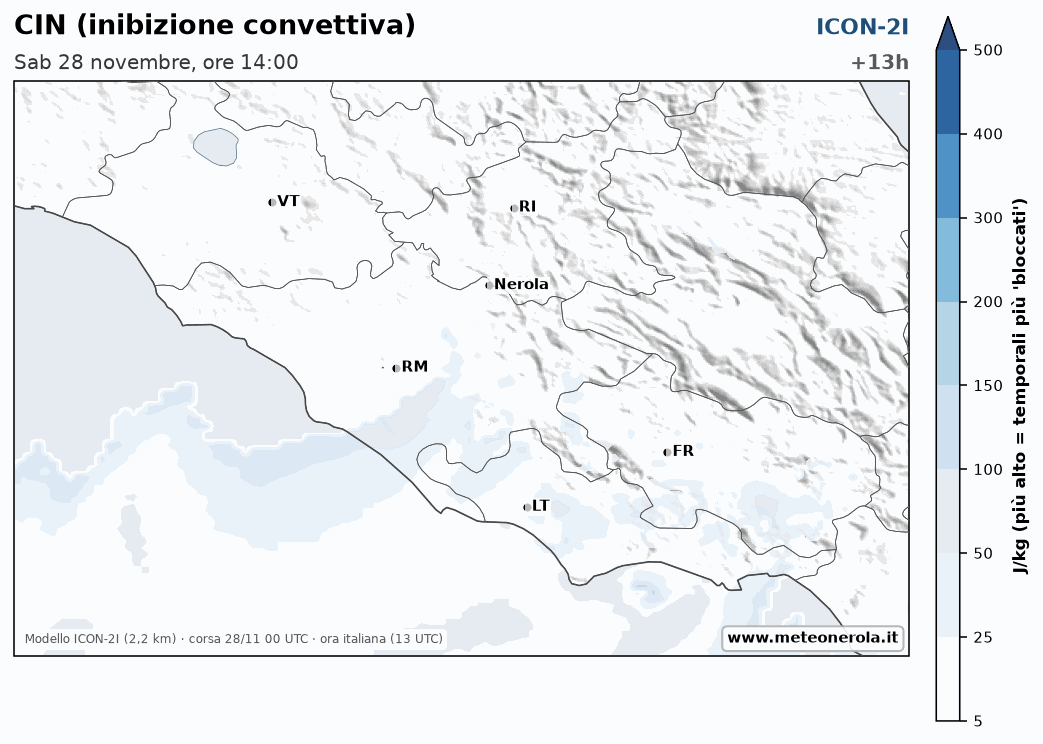 CIN (inibizione convettiva)
ICON-2I
Sab 28 novembre, ore 14:00
+13h
VT
RI
Nerola
RM
FR
LT
Modello ICON-2I (2,2 km) · corsa 28/11 00 UTC · ora italiana (13 UTC)
www.meteonerola.it
500
400
300
200
150
100
50
25
5
J/kg (più alto = temporali più 'bloccati')